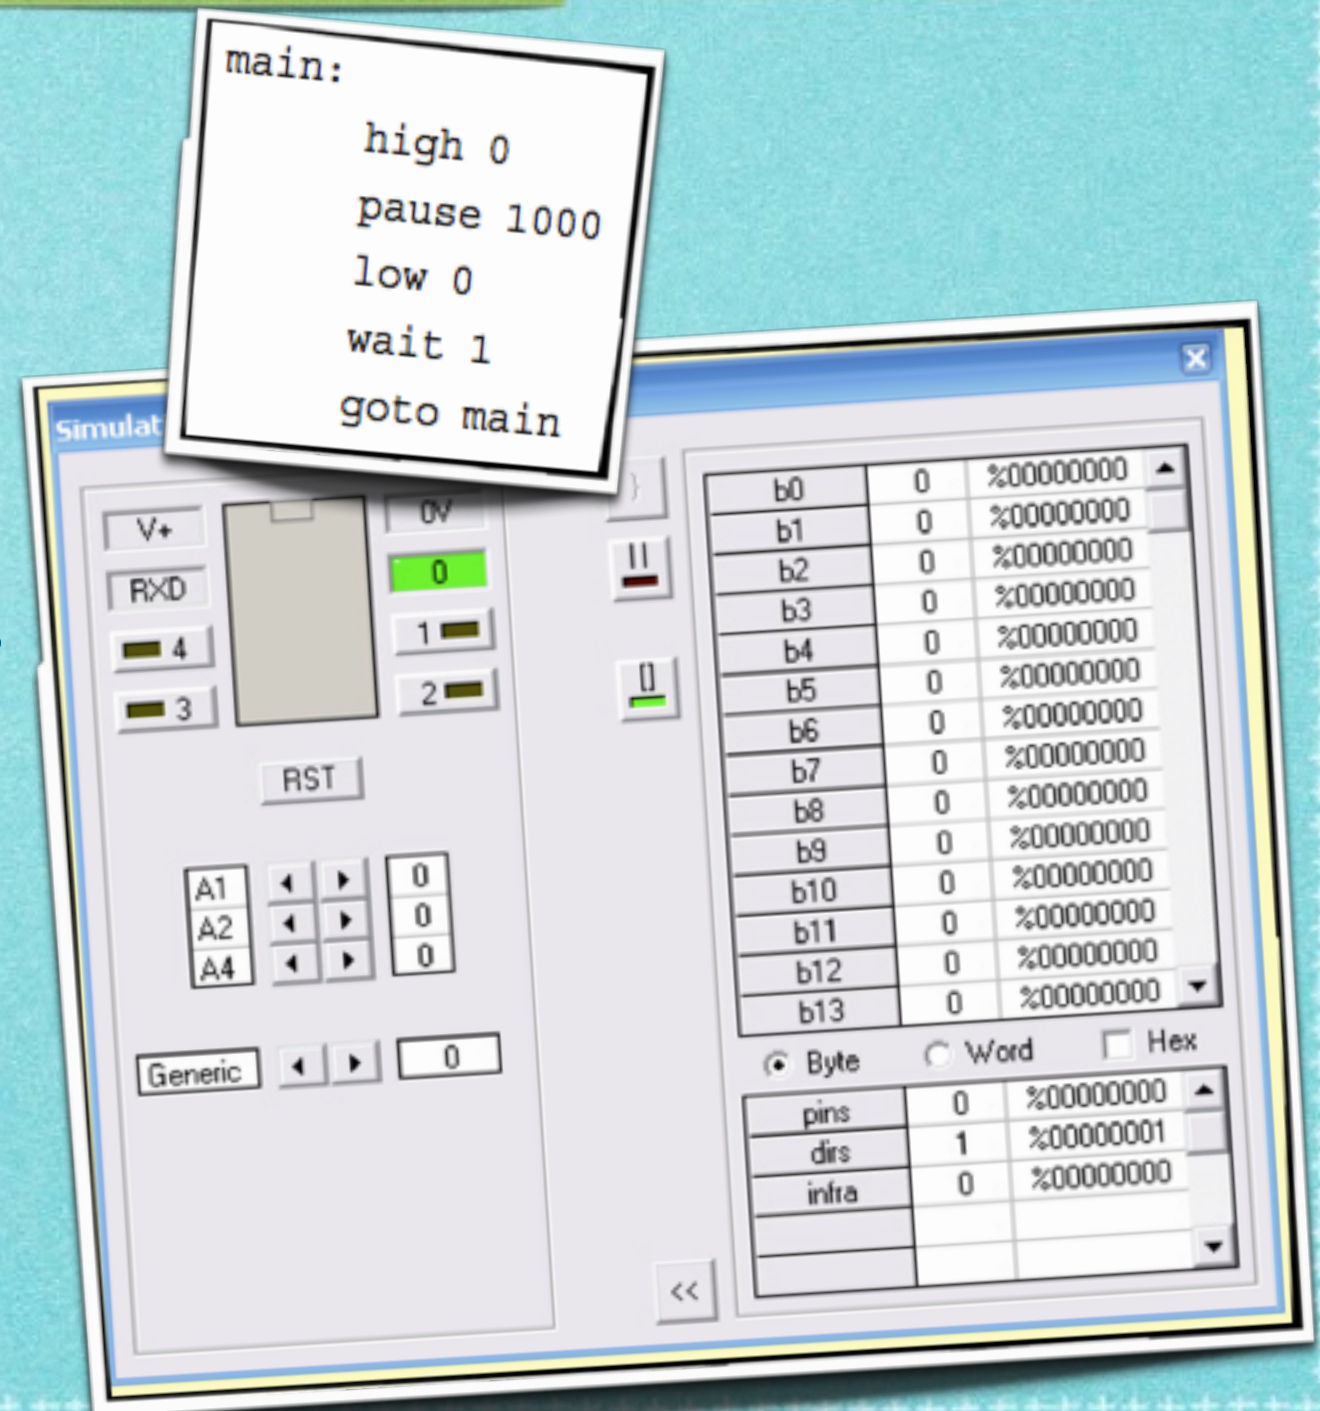 main:
high 0
pause 1000
low 0
wait 1
goto main
Simulat
V+
0V
RXD
0
4
1
3
2
RST
A1 0
A2 0
A4 0
Generic 0
}
||
[]
<<
b0 0 %00000000
b1 0 %00000000
b2 0 %00000000
b3 0 %00000000
b4 0 %00000000
b5 0 %00000000
b6 0 %00000000
b7 0 %00000000
b8 0 %00000000
b9 0 %00000000
b10 0 %00000000
b11 0 %00000000
b12 0 %00000000
b13 0 %00000000
Byte Word Hex
pins 0 %00000000
dirs 1 %00000001
infra 0 %00000000